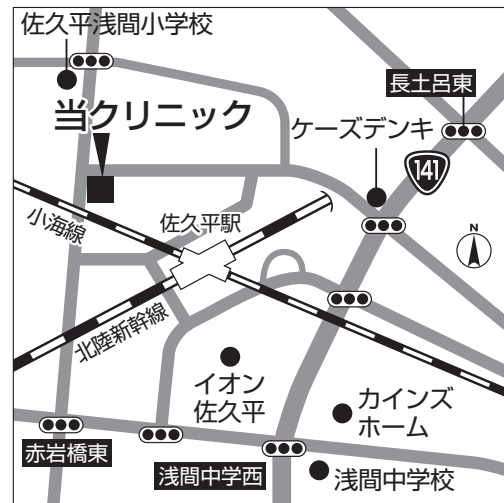 佐久平浅間小学校
長土呂東
当クリニック
ケーズデンキ
141
小海線
佐久平駅
N
北陸新幹線
イオン
佐久平
カインズ
ホーム
赤岩橋東
浅間中学西
浅間中学校